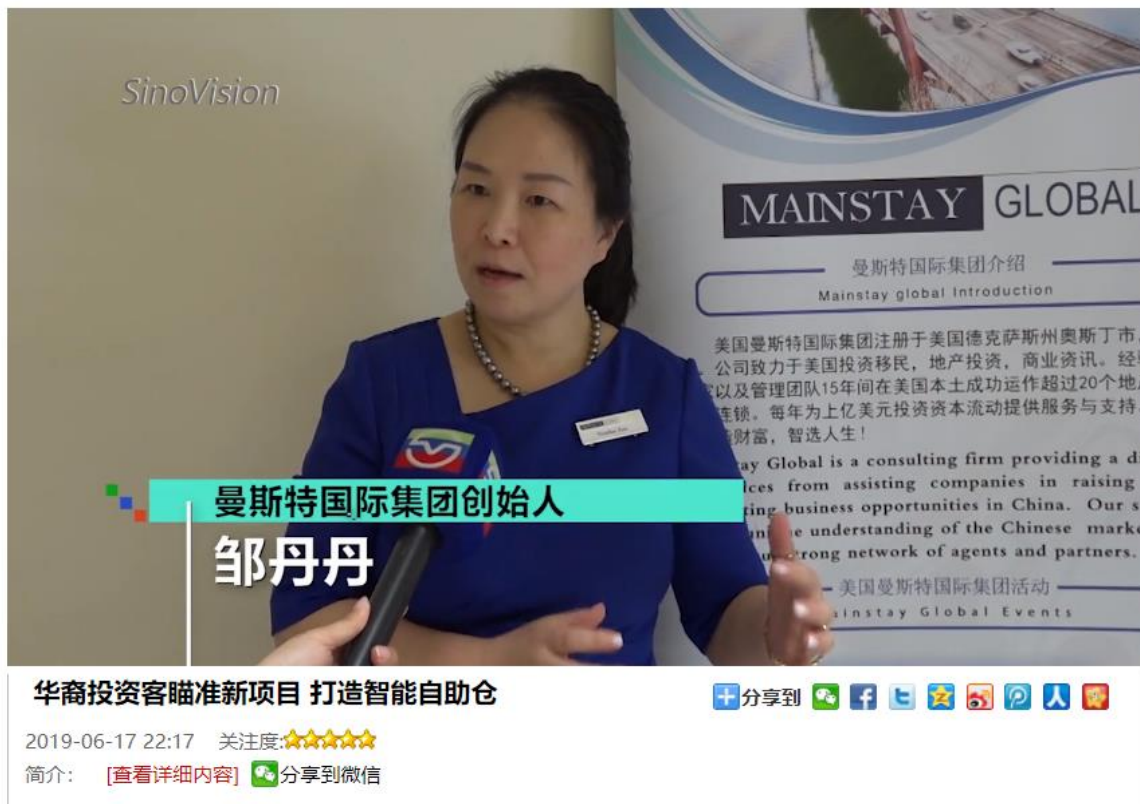 SinoVision
MAINSTAY GLOBAL
曼斯特国际集团介绍
Mainstay global Introduction
美国曼斯特国际集团注册于美国德克萨斯州奥斯丁市
公司致力于美国投资移民，地产投资，商业资讯。经
以及管理团队15年间在美国本土成功运作超过20个地
连锁。每年为上亿美元投资资本流动提供服务与支持
财富，智选人生！
ay Global is a consulting firm providing a d
ces from assisting companies in raising
ing business opportunities in China. Our s
understanding of the Chinese marke
rong network of agents and partners.
美国曼斯特国际集团活动
ainstay Global Events
曼斯特国际集团创始人
邹丹丹
华裔投资客瞄准新项目 打造智能自助仓
分享到
2019-06-17 22:17 关注度:
简介: [查看详细内容] 分享到微信